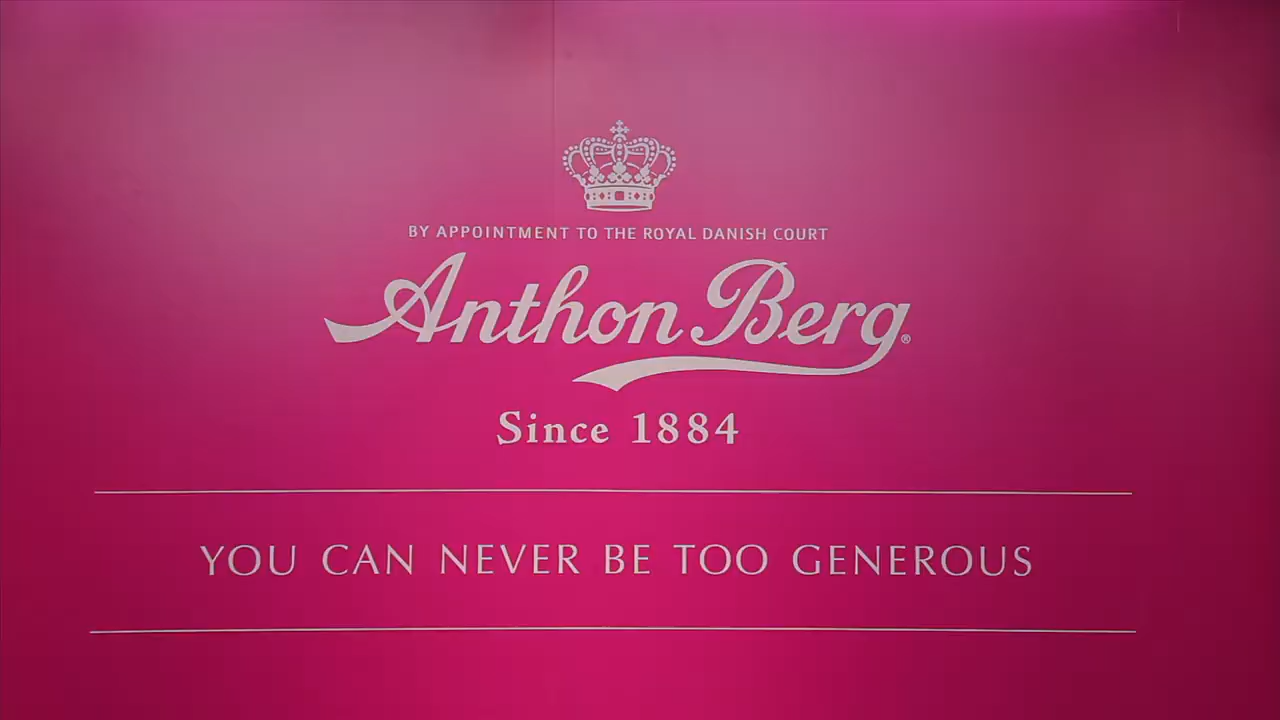 BY APPOINTMENT TO THE ROYAL DANISH COURT
Anthon Berg®
Since 1884
YOU CAN NEVER BE TOO GENEROUS